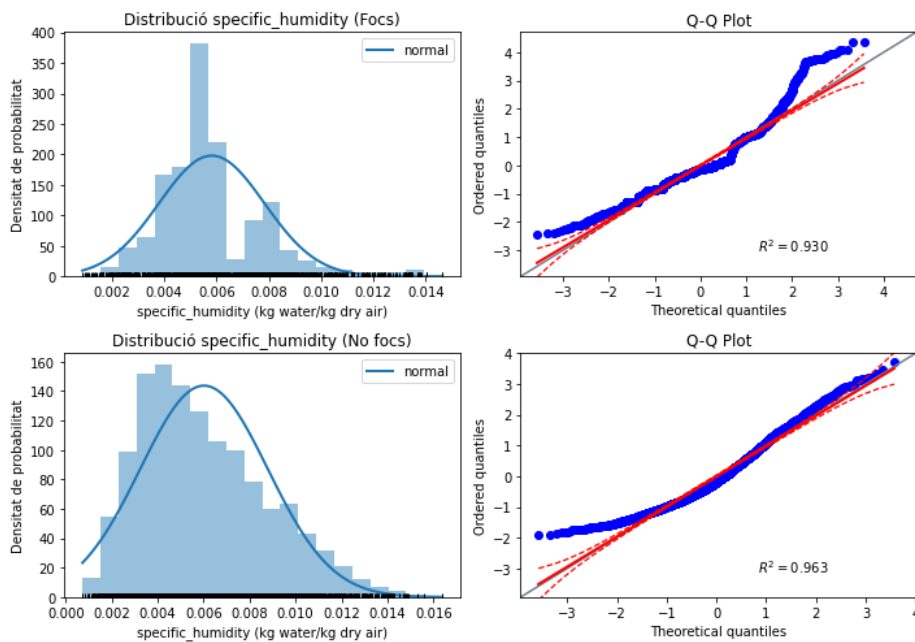 Distribució specific_humidity (Focs)
400
350
300
250
200
150
100
50
0
Densitat de probabilitat
normal
0.002 0.004 0.006 0.008 0.010 0.012 0.014
specific_humidity (kg water/kg dry air)
Q-Q Plot
4
3
2
1
0
−1
−2
−3
Ordered quantiles
R² = 0.930
−3 −2 −1 0 1 2 3 4
Theoretical quantiles
Distribució specific_humidity (No focs)
160
140
120
100
80
60
40
20
0
Densitat de probabilitat
normal
0.000 0.002 0.004 0.006 0.008 0.010 0.012 0.014 0.016
specific_humidity (kg water/kg dry air)
Q-Q Plot
4
3
2
1
0
−1
−2
−3
Ordered quantiles
R² = 0.963
−3 −2 −1 0 1 2 3 4
Theoretical quantiles